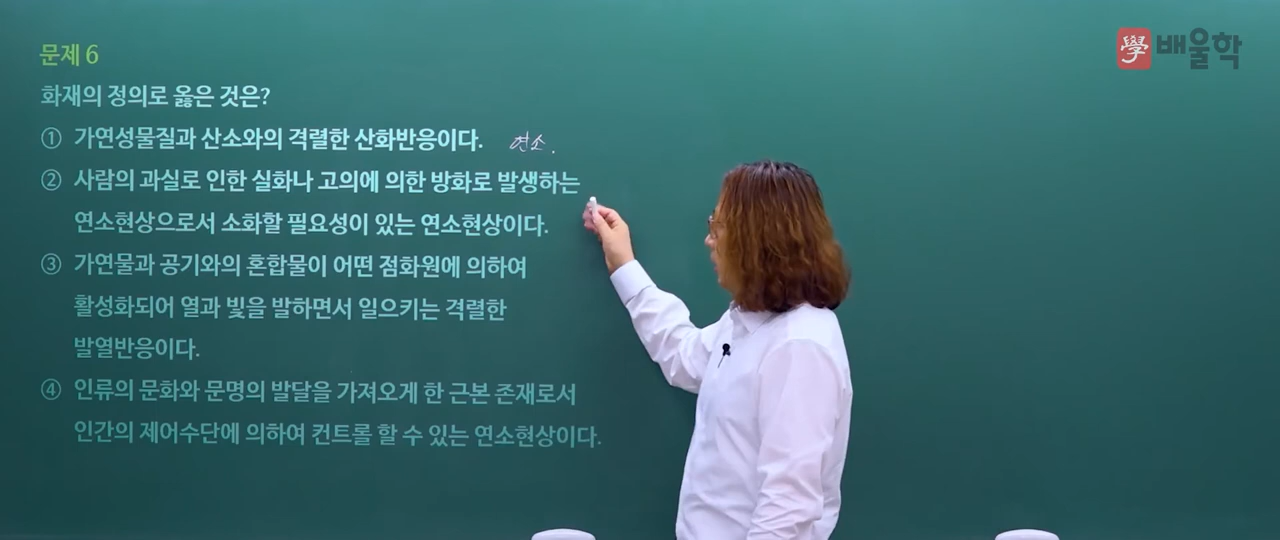 문제 6
學 배울학
화재의 정의로 옳은 것은?
① 가연성물질과 산소와의 격렬한 산화반응이다. 연소.
② 사람의 과실로 인한 실화나 고의에 의한 방화로 발생하는
연소현상으로서 소화할 필요성이 있는 연소현상이다.
③ 가연물과 공기와의 혼합물이 어떤 점화원에 의하여
활성화되어 열과 빛을 발하면서 일으키는 격렬한
발열반응이다.
④ 인류의 문화와 문명의 발달을 가져오게 한 근본 존재로서
인간의 제어수단에 의하여 컨트롤 할 수 있는 연소현상이다.